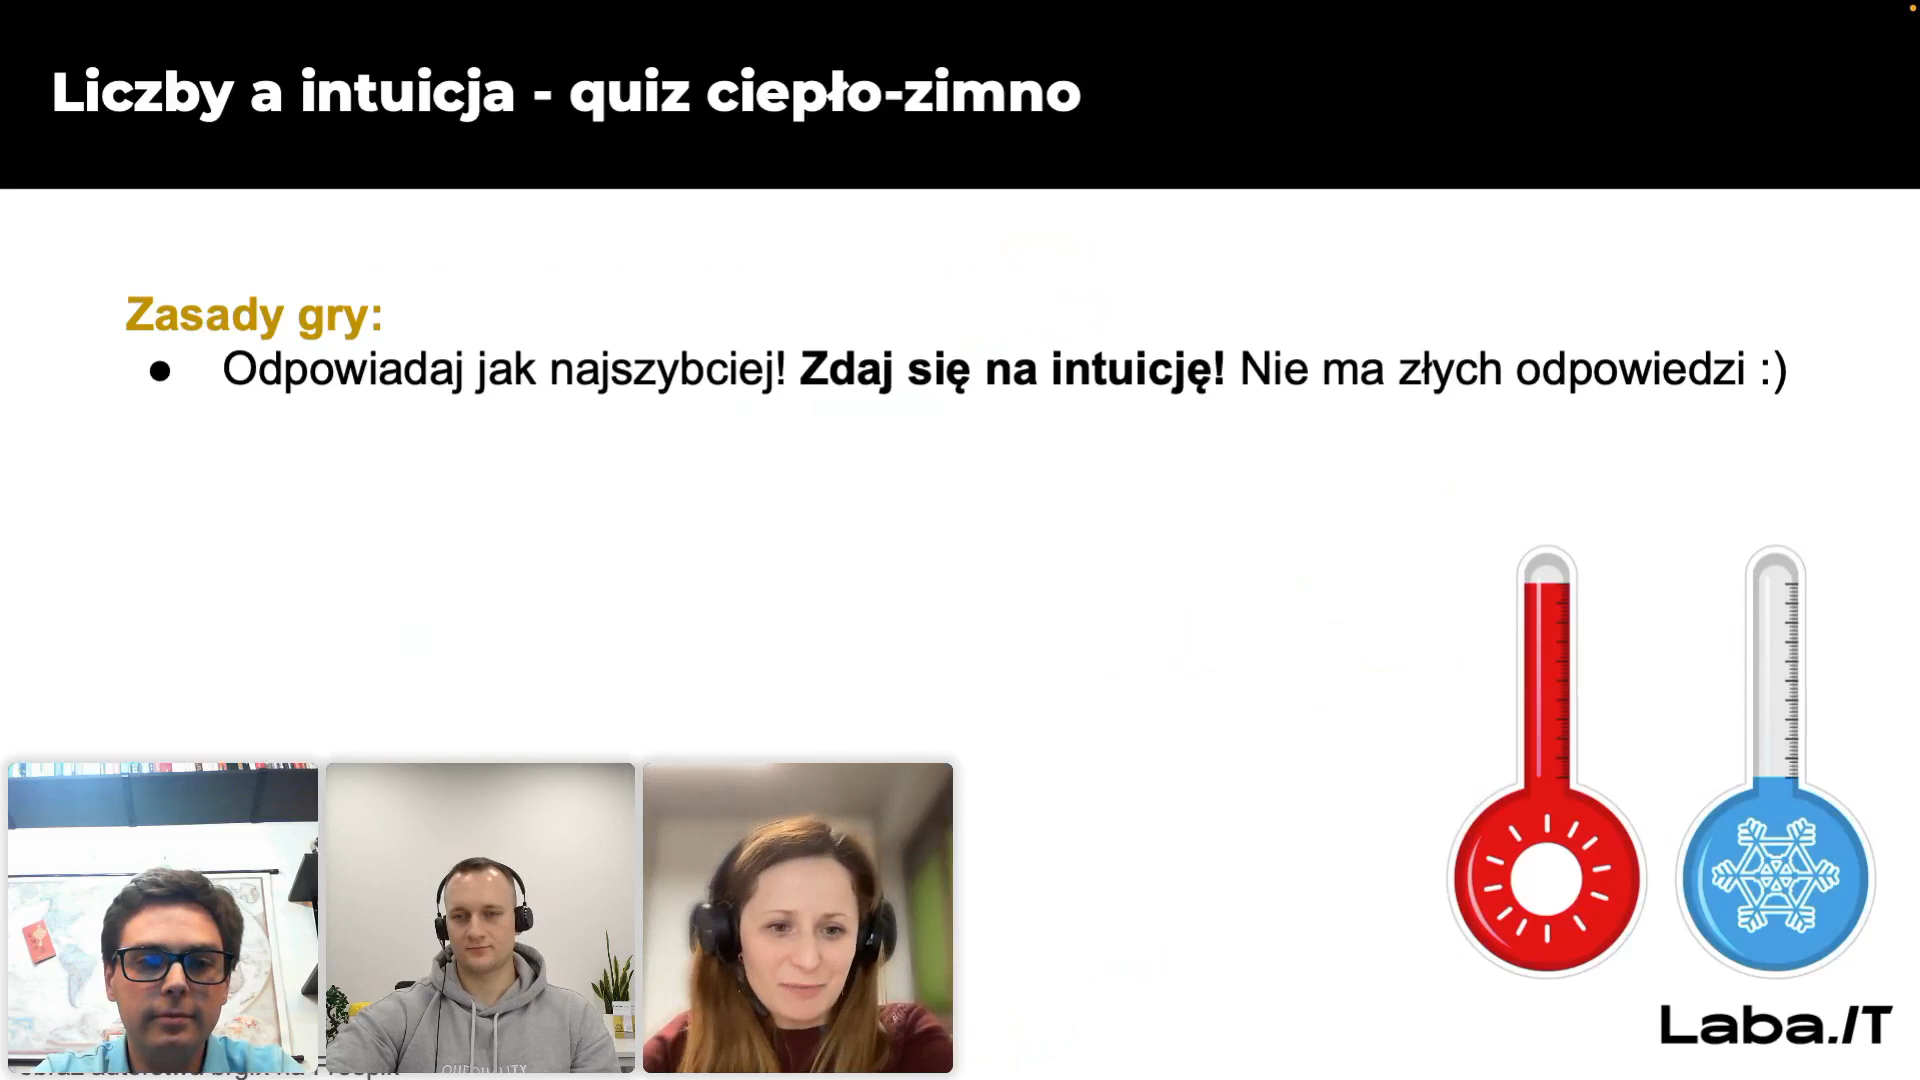 Liczby a intuicja - quiz ciepło-zimno
Zasady gry:
● Odpowiadaj jak najszybciej! Zdaj się na intuicję! Nie ma złych odpowiedzi :)
Laba./T